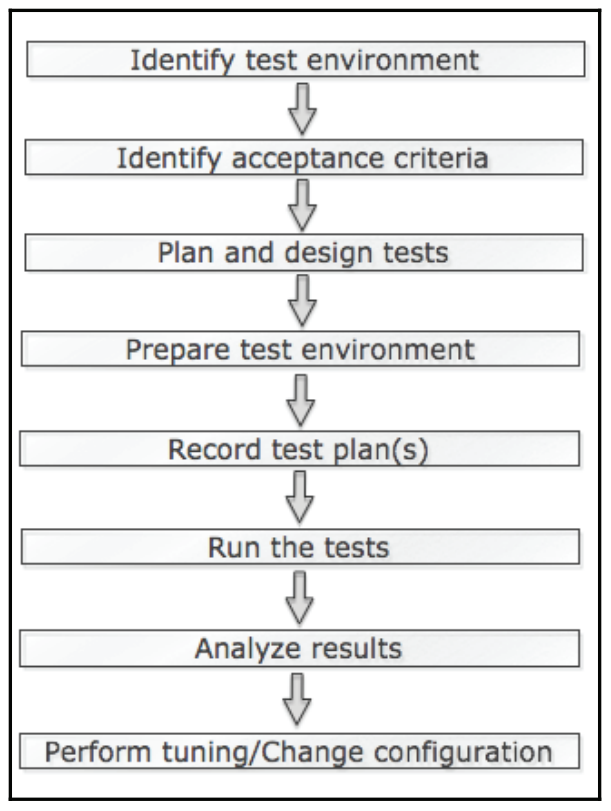 Identify test environment
Identify acceptance criteria
Plan and design tests
Prepare test environment
Record test plan(s)
Run the tests
Analyze results
Perform tuning/Change configuration